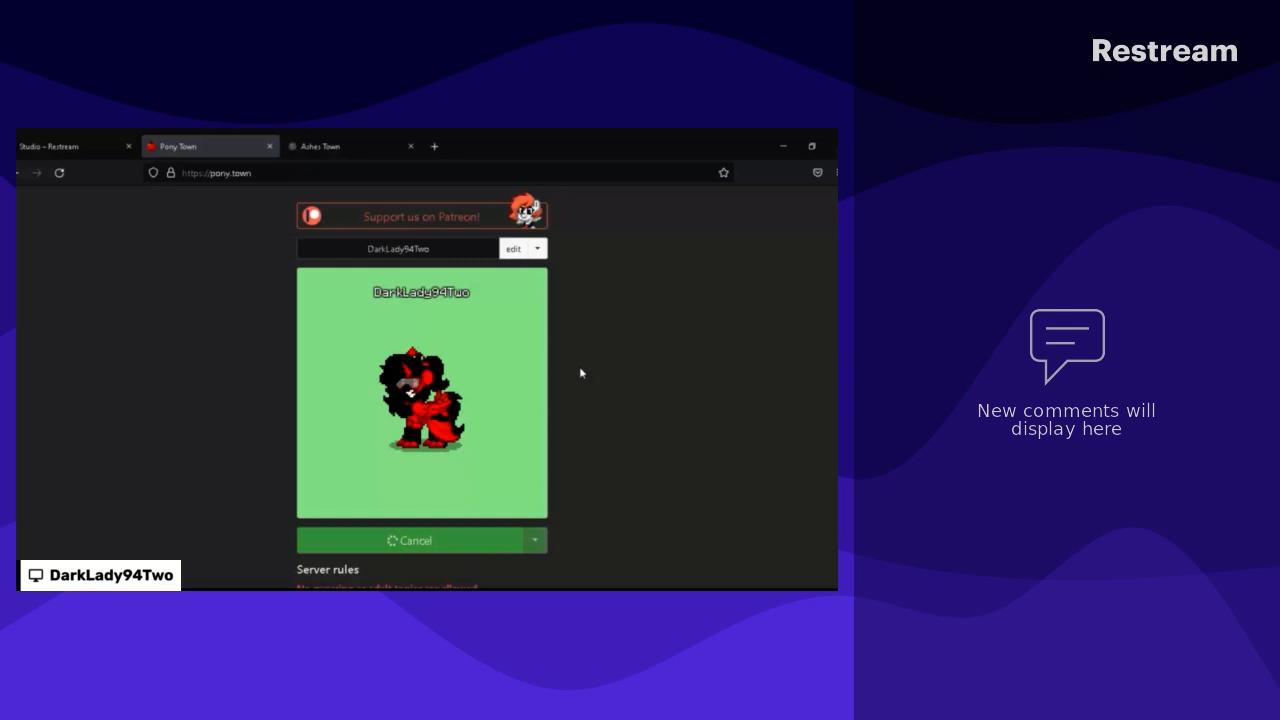 Restream
Studio – Restream
Pony Town
Ashes Town
https://pony.town
Support us on Patreon!
DarkLady94Two
edit
DarkLady94Two
Cancel
Server rules
DarkLady94Two
New comments will
display here